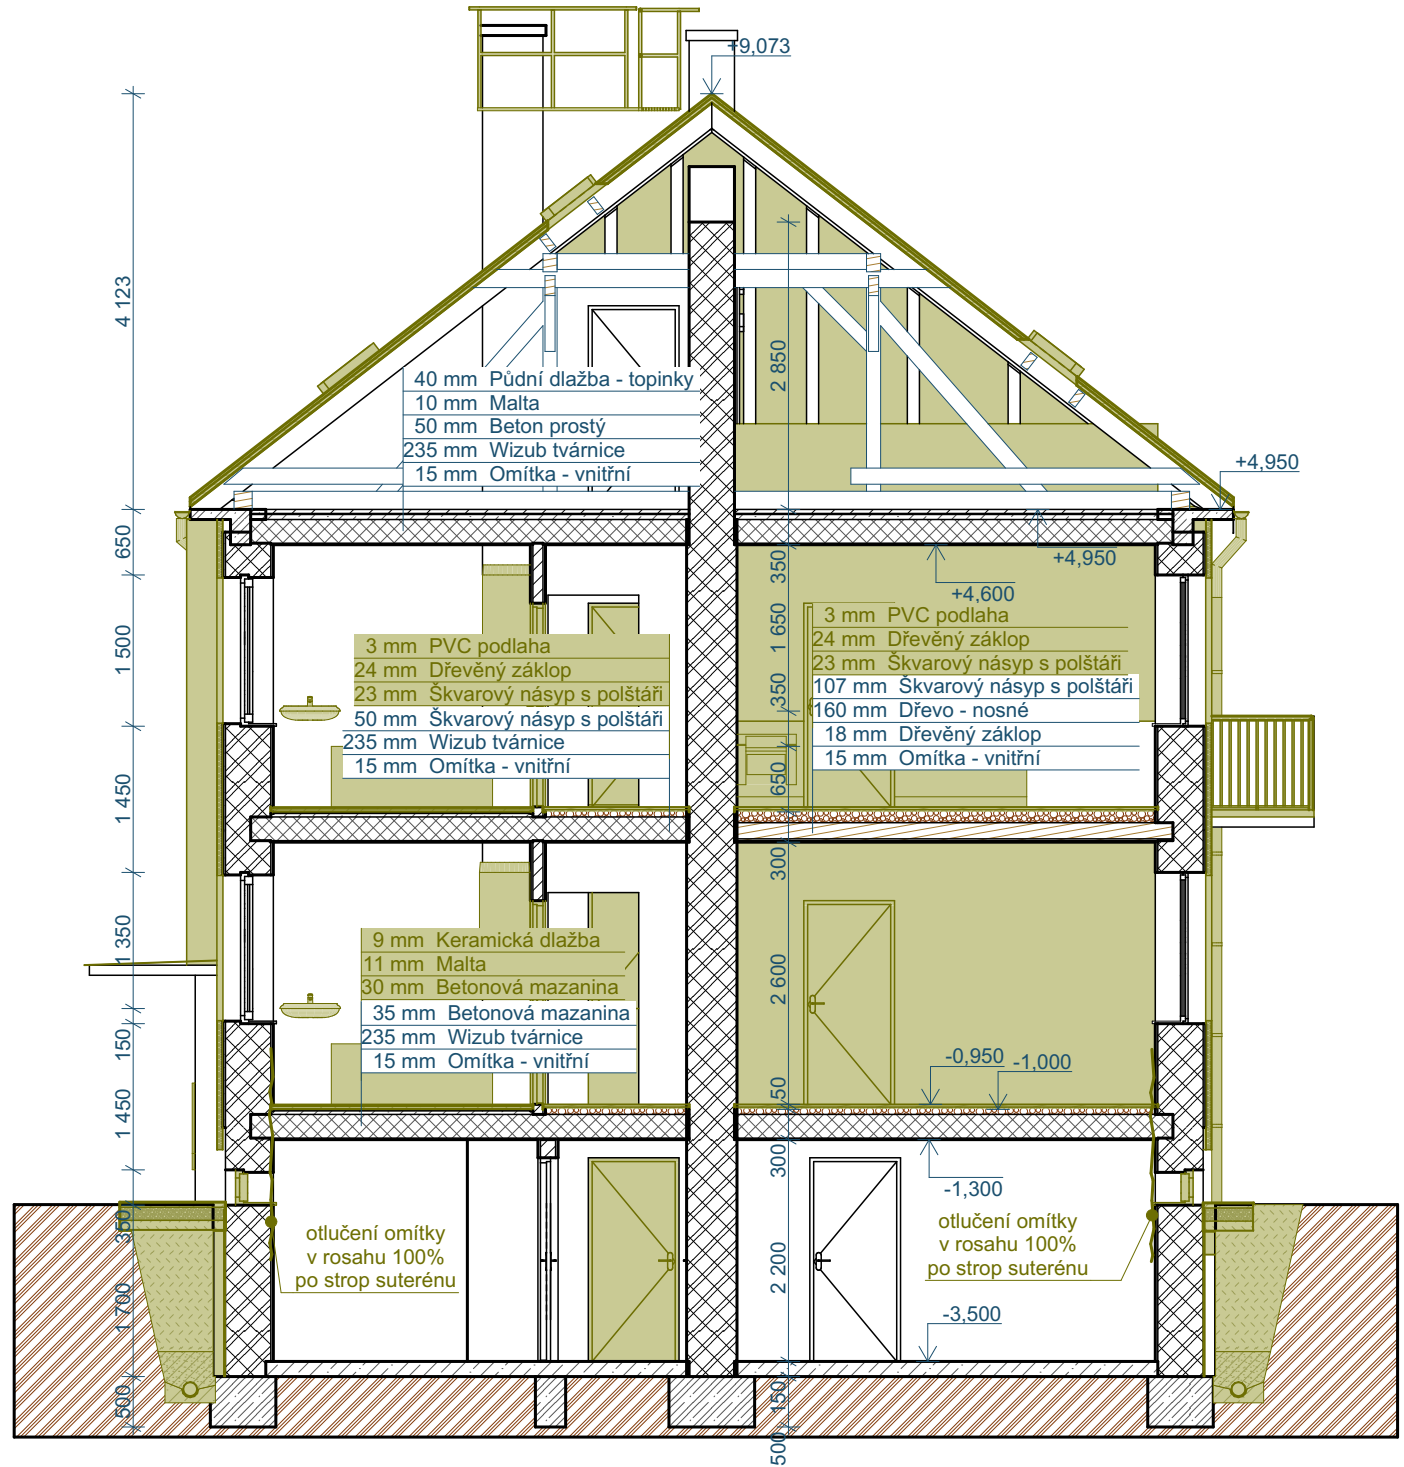 +9,073
4 123
2 850
40 mm Půdní dlažba - topinky
10 mm Malta
50 mm Beton prostý
235 mm Wizub tvárnice
15 mm Omítka - vnitřní
+4,950
650
350
+4,950
+4,600
1 500
1 650
3 mm PVC podlaha
24 mm Dřevěný záklop
23 mm Škvarový násyp s polštáři
50 mm Škvarový násyp s polštáři
235 mm Wizub tvárnice
15 mm Omítka - vnitřní
3 mm PVC podlaha
24 mm Dřevěný záklop
23 mm Škvarový násyp s polštáři
107 mm Škvarový násyp s polštáři
160 mm Dřevo - nosné
18 mm Dřevěný záklop
15 mm Omítka - vnitřní
350
650
1 450
300
1 350
9 mm Keramická dlažba
11 mm Malta
30 mm Betonová mazanina
35 mm Betonová mazanina
235 mm Wizub tvárnice
15 mm Omítka - vnitřní
2 600
150
-0,950
-1,000
50
1 450
300
-1,300
350
otlučení omítky
v rosahu 100%
po strop suterénu
otlučení omítky
v rosahu 100%
po strop suterénu
2 200
1 700
-3,500
500
150
500